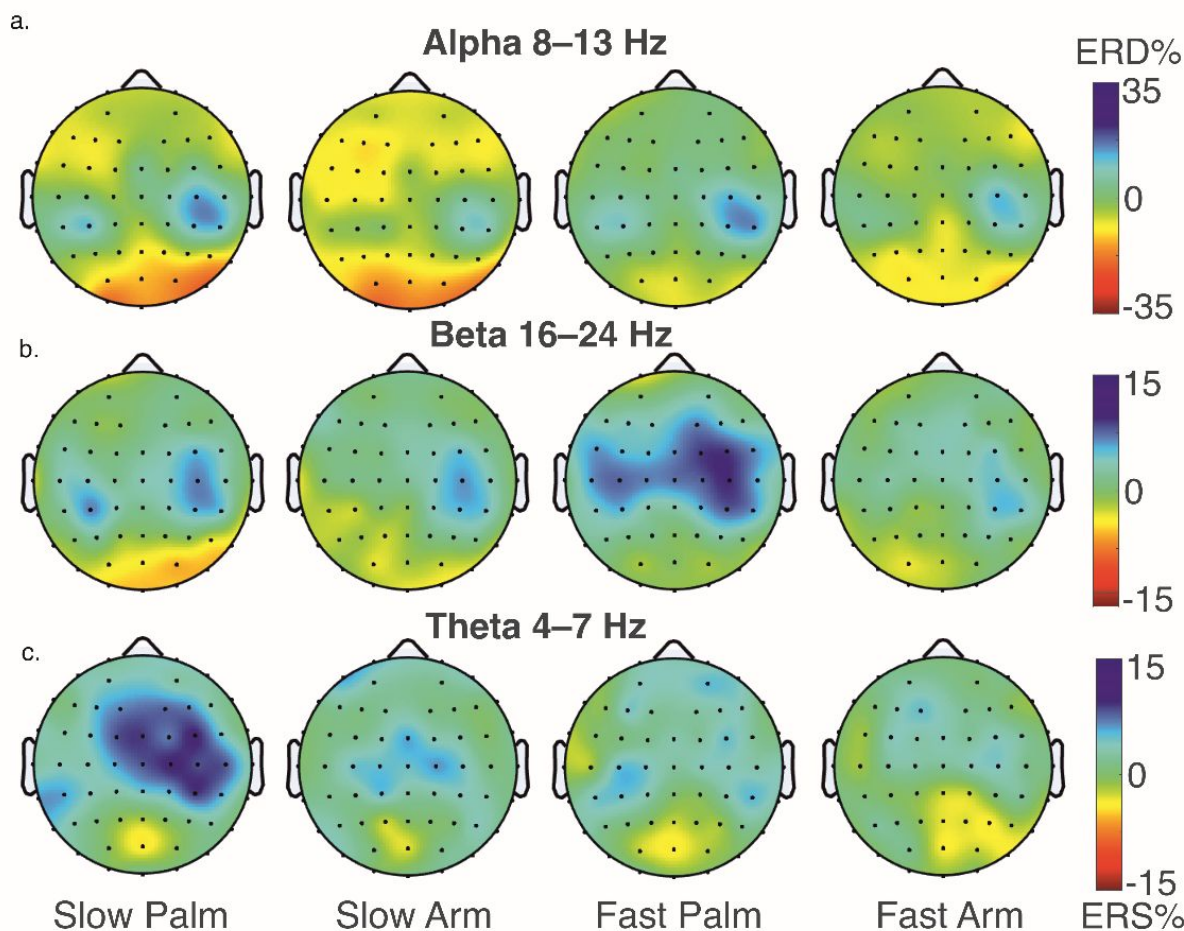 a.
Alpha 8–13 Hz
ERD%
35
0
-35
b.
Beta 16–24 Hz
15
0
-15
c.
Theta 4–7 Hz
15
0
-15
Slow Palm
Slow Arm
Fast Palm
Fast Arm
ERS%